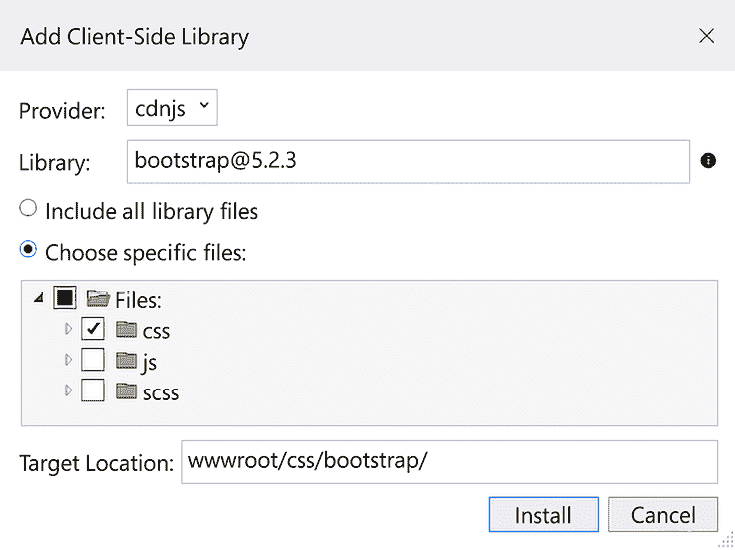 Add Client-Side Library
Provider: cdnjs
Library: bootstrap@5.2.3
Include all library files
Choose specific files:
Files:
css
js
scss
Target Location: wwwroot/css/bootstrap/
Install Cancel